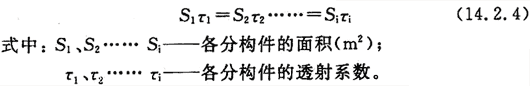 S₁τ₁=S₂τ₂……=Sᵢτᵢ (14.2.4)
式中：S₁、S₂…… Sᵢ——各分构件的面积(m²)；
τ₁、τ₂…… τᵢ——各分构件的透射系数。